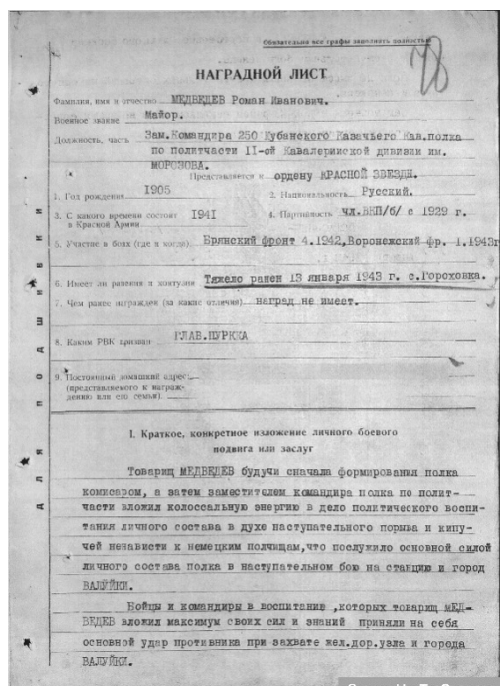 Обязательно все графы заполнить полностью
78
НАГРАДНОЙ ЛИСТ
Фамилия, имя и отчество МЕДВЕДЕВ Роман Иванович.
Военное звание Майор.
Должность, часть Зам.Командира 250 Кубанского Казачьего Кав.полка
по политчасти II-ой Кавалерийской дивизии им.
МОРОЗОВА.
Представляется к ордену КРАСНОЙ ЗВЕЗДЫ.
1. Год рождения 1905 2. Национальность Русский.
3. С какого времени состоит в Красной Армии 1941 4. Партийность чл.ВКП/б/ с 1929 г.
5. Участие в боях (где и когда) Брянский фронт 4.1942,Воронежский фр. 1.1943г
6. Имеет ли ранения и контузии Тяжело ранен 13 января 1943 г. с.Гороховка.
7. Чем ранее награжден (за какие отличия) наград не имеет.
8. Каким РВК призван ГЛАВ.ПУРККА
9. Постоянный домашний адрес:
(представляемого к награж-
дению или его семьи)
для подшивки
I. Краткое, конкретное изложение личного боевого
подвига или заслуг
Товарищ МЕДВЕДЕВ будучи сначала формирования полка
комисаром, а затем заместителем командира полка по полит-
части вложил колоссальную энергию в дело политического воспи-
тания личного состава в духе наступательного порыва и кипу-
чей ненависти к немецким полчищам,что послужило основной силой
личного состава полка в наступательном бою на станцию и город
ВАЛУЙКИ.
Бойцы и командиры в воспитание ,которых товарищ МЕД-
ВЕДЕВ вложил максимум своих сил и знаний приняли на себя
основной удар противника при захвате жел.дор.узла и города
ВАЛУЙКИ.